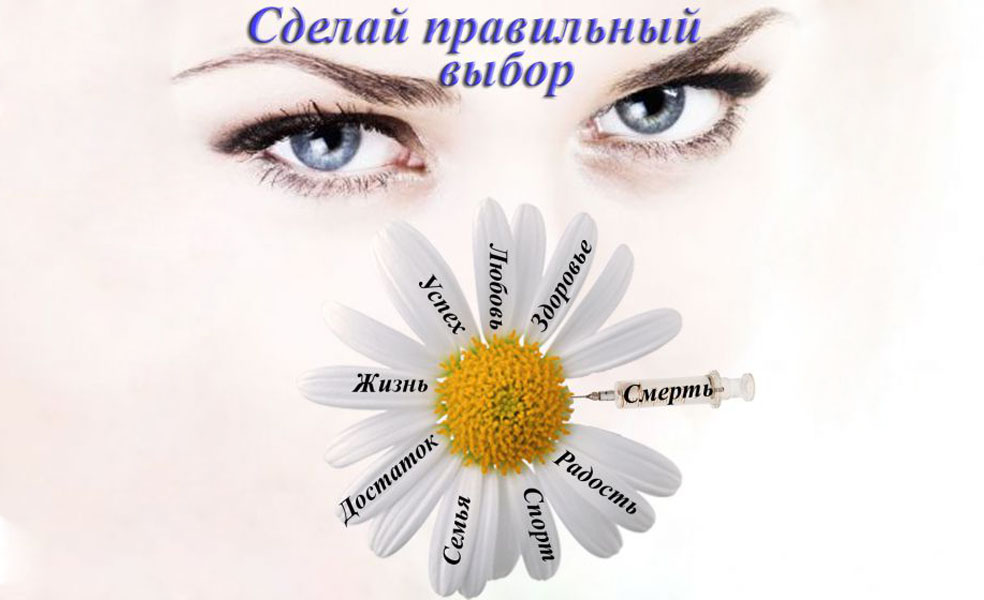 Сделай правильный
выбор
Любовь
Здоровье
Успех
Жизнь
Смерть
Достаток
Радость
Семья
Спорт